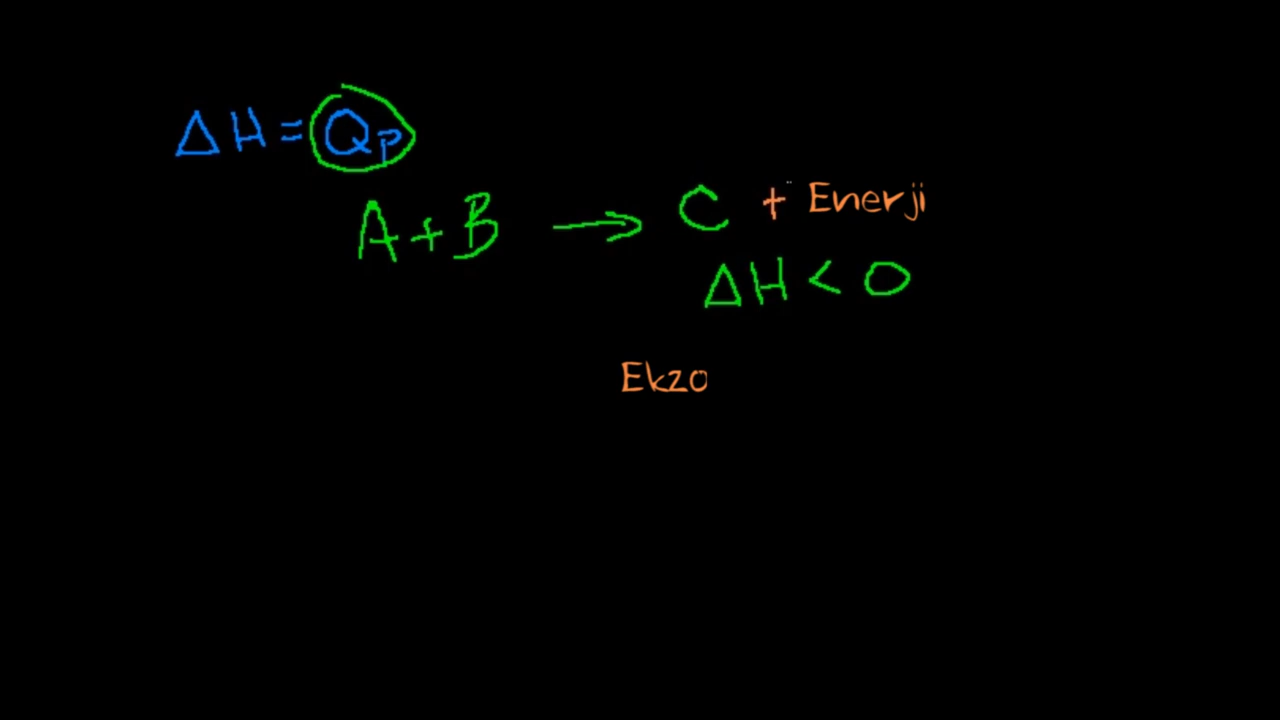 ΔH = Qp
A + B → C + Enerji
ΔH < 0
Ekzo